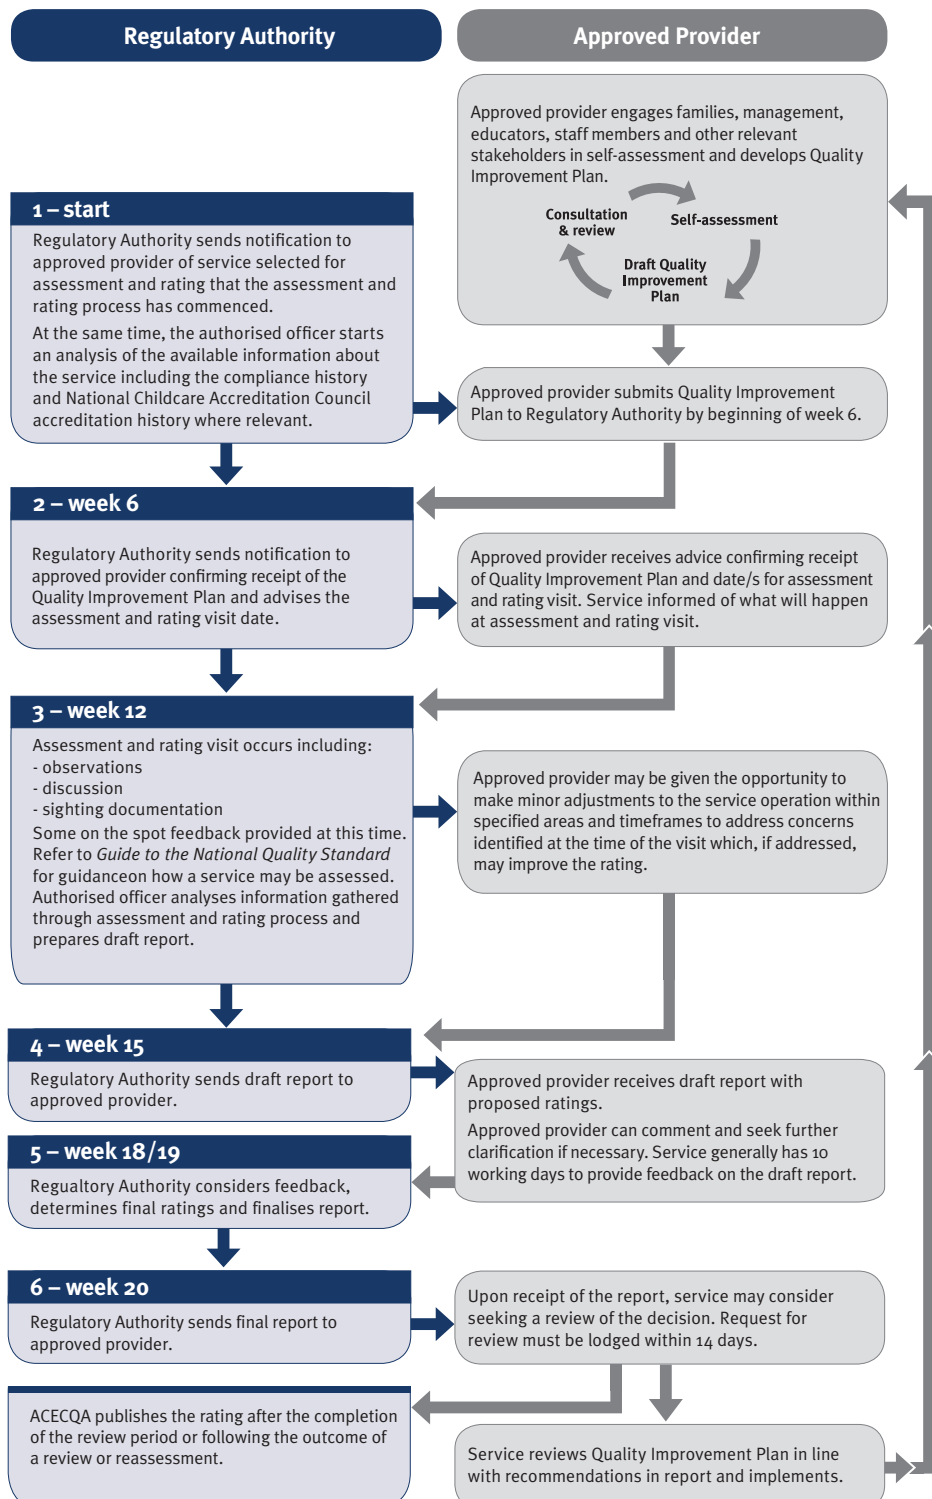 Regulatory Authority
Approved Provider
Approved provider engages families, management,
educators, staff members and other relevant
stakeholders in self-assessment and develops Quality
Improvement Plan.
Consultation
& review
Self-assessment
Draft Quality
Improvement
Plan
1 – start
Regulatory Authority sends notification to
approved provider of service selected for
assessment and rating that the assessment and
rating process has commenced.
At the same time, the authorised officer starts
an analysis of the available information about
the service including the compliance history
and National Childcare Accreditation Council
accreditation history where relevant.
Approved provider submits Quality Improvement
Plan to Regulatory Authority by beginning of week 6.
2 – week 6
Regulatory Authority sends notification to
approved provider confirming receipt of the
Quality Improvement Plan and advises the
assessment and rating visit date.
Approved provider receives advice confirming receipt
of Quality Improvement Plan and date/s for assessment
and rating visit. Service informed of what will happen
at assessment and rating visit.
3 – week 12
Assessment and rating visit occurs including:
- observations
- discussion
- sighting documentation
Some on the spot feedback provided at this time.
Refer to Guide to the National Quality Standard
for guidanceon how a service may be assessed.
Authorised officer analyses information gathered
through assessment and rating process and
prepares draft report.
Approved provider may be given the opportunity to
make minor adjustments to the service operation within
specified areas and timeframes to address concerns
identified at the time of the visit which, if addressed,
may improve the rating.
4 – week 15
Regulatory Authority sends draft report to
approved provider.
Approved provider receives draft report with
proposed ratings.
Approved provider can comment and seek further
clarification if necessary. Service generally has 10
working days to provide feedback on the draft report.
5 – week 18/19
Regualtory Authority considers feedback,
determines final ratings and finalises report.
6 – week 20
Regulatory Authority sends final report to
approved provider.
Upon receipt of the report, service may consider
seeking a review of the decision. Request for
review must be lodged within 14 days.
ACECQA publishes the rating after the completion
of the review period or following the outcome of
a review or reassessment.
Service reviews Quality Improvement Plan in line
with recommendations in report and implements.